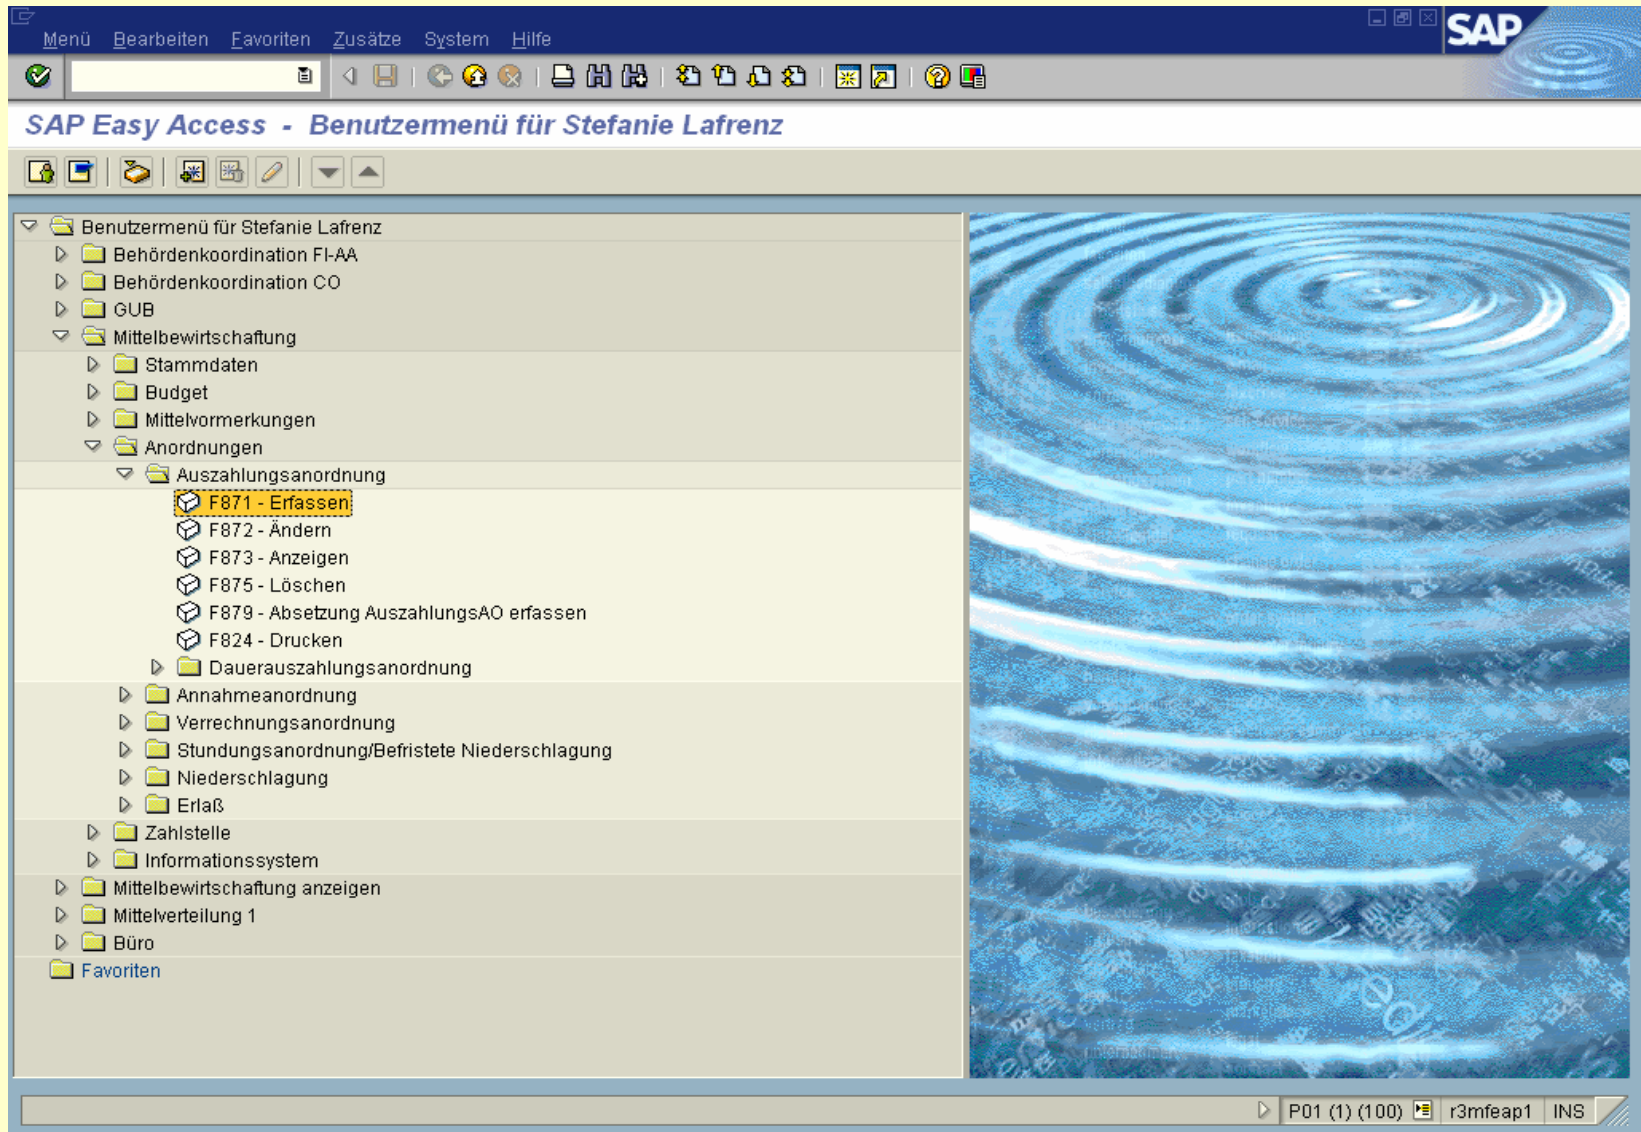 Menü Bearbeiten Favoriten Zusätze System Hilfe
SAP
SAP Easy Access - Benutzermenü für Stefanie Lafrenz
Benutzermenü für Stefanie Lafrenz
Behördenkoordination FI-AA
Behördenkoordination CO
GUB
Mittelbewirtschaftung
Stammdaten
Budget
Mittelvormerkungen
Anordnungen
Auszahlungsanordnung
F871 - Erfassen
F872 - Ändern
F873 - Anzeigen
F875 - Löschen
F879 - Absetzung AuszahlungsAO erfassen
F824 - Drucken
Dauerauszahlungsanordnung
Annahmeanordnung
Verrechnungsanordnung
Stundungsanordnung/Befristete Niederschlagung
Niederschlagung
Erlaß
Zahlstelle
Informationssystem
Mittelbewirtschaftung anzeigen
Mittelverteilung 1
Büro
Favoriten
P01 (1) (100) r3mfeap1 INS